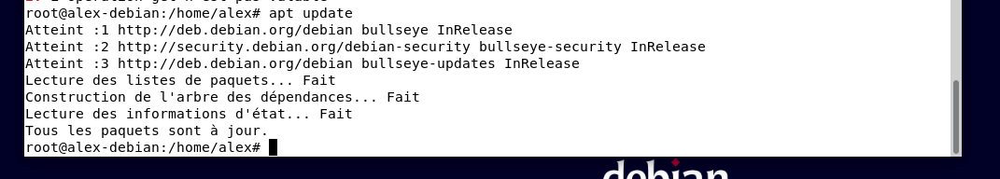 root@alex-debian:/home/alex# apt update
Atteint :1 http://deb.debian.org/debian bullseye InRelease
Atteint :2 http://security.debian.org/debian-security bullseye-security InRelease
Atteint :3 http://deb.debian.org/debian bullseye-updates InRelease
Lecture des listes de paquets... Fait
Construction de l'arbre des dépendances... Fait
Lecture des informations d'état... Fait
Tous les paquets sont à jour.
root@alex-debian:/home/alex#
debian